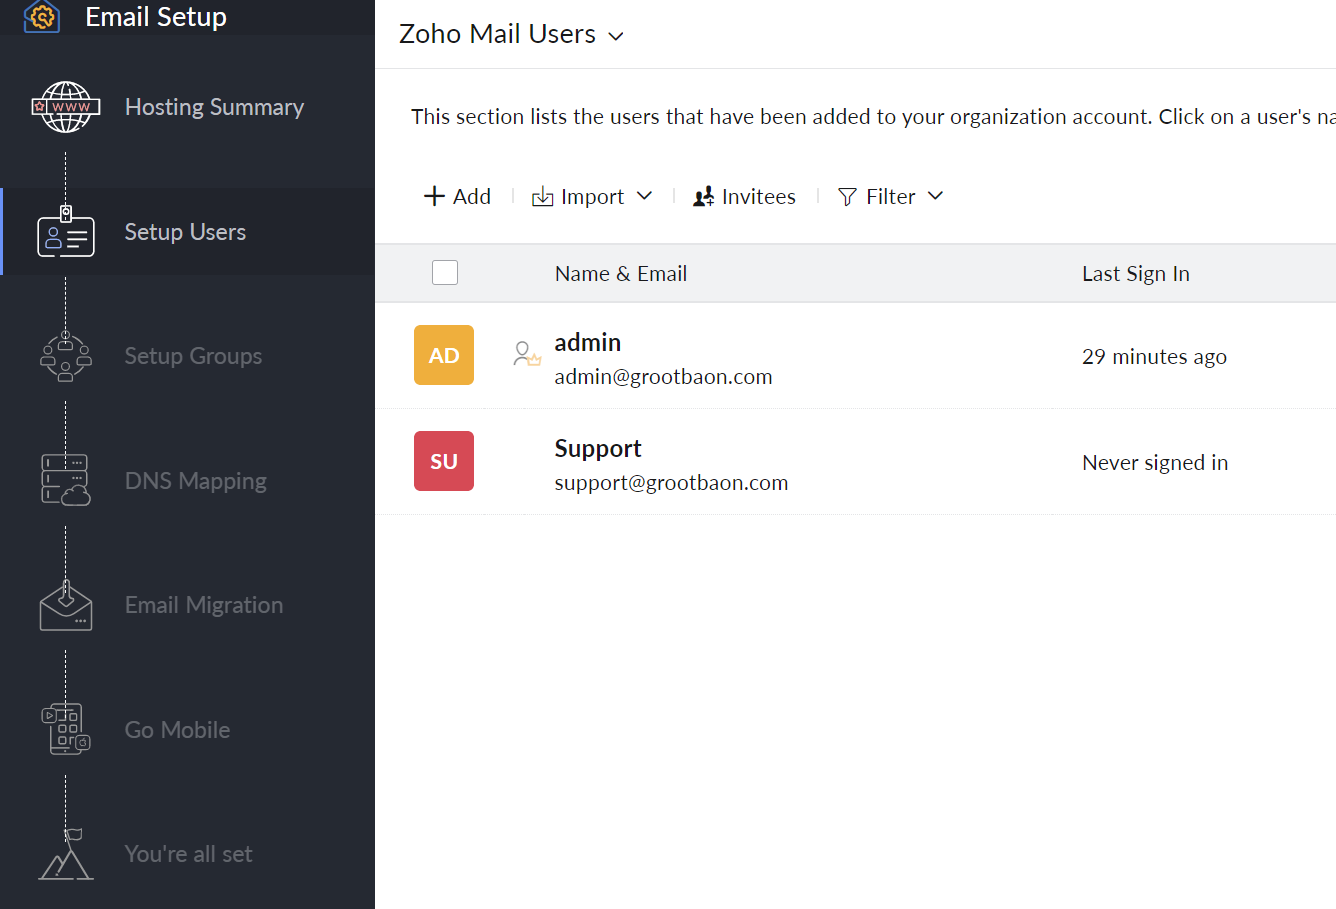 Email Setup
WWW
Hosting Summary
Setup Users
Setup Groups
DNS Mapping
Email Migration
Go Mobile
You're all set
Zoho Mail Users
This section lists the users that have been added to your organization account. Click on a user's
Add
Import
Invitees
Filter
Name & Email
Last Sign In
AD
admin
admin@grootbaon.com
29 minutes ago
SU
Support
support@grootbaon.com
Never signed in